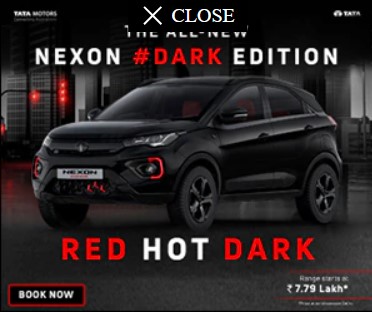 TATA MOTORS
TATA
CLOSE
THE ALL-NEW
NEXON #DARK EDITION
NEXON
RED HOT DARK
Range starts at
₹ 7.79 Lakh*
BOOK NOW